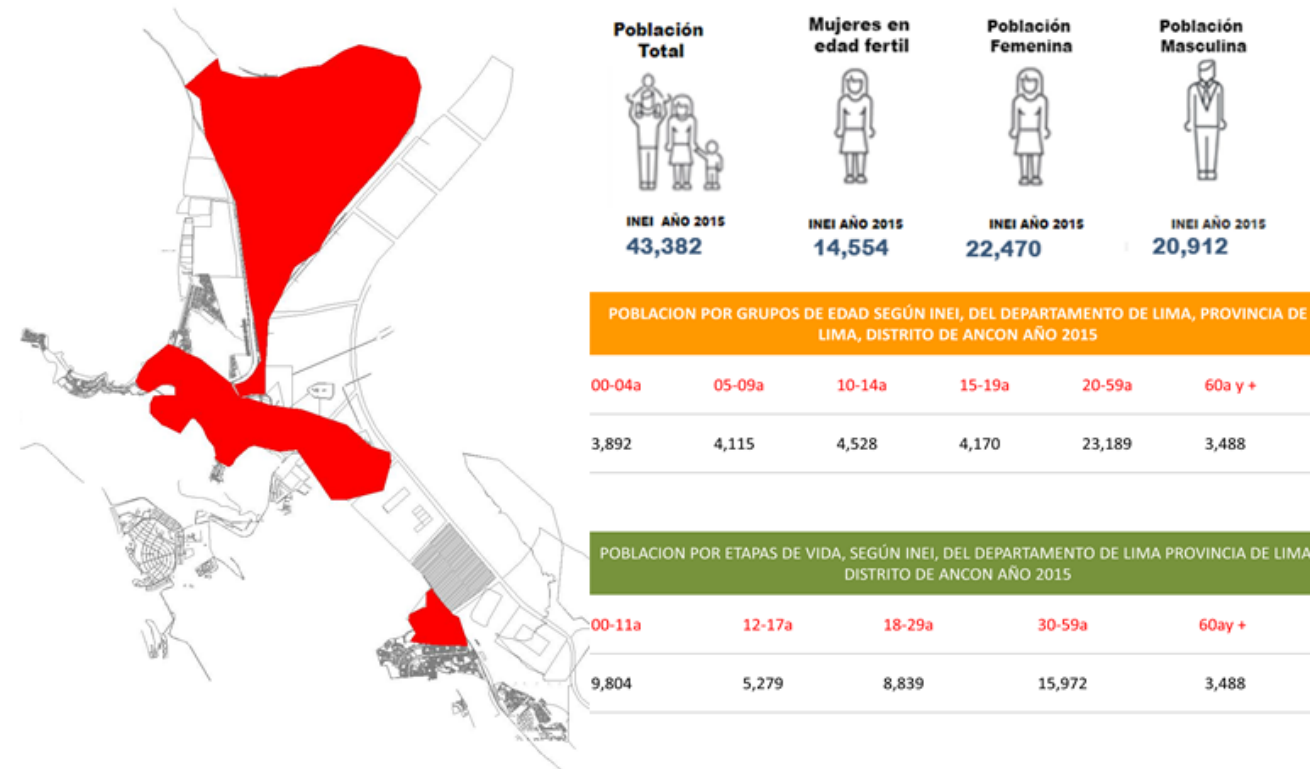 Población
Total
Mujeres en
edad fertil
Población
Femenina
Población
Masculina
INEI AÑO 2015
43,382
INEI AÑO 2015
14,554
INEI AÑO 2015
22,470
INEI AÑO 2015
20,912
POBLACION POR GRUPOS DE EDAD SEGÚN INEI, DEL DEPARTAMENTO DE LIMA, PROVINCIA DE
LIMA, DISTRITO DE ANCON AÑO 2015
00-04a 05-09a 10-14a 15-19a 20-59a 60a y +
3,892 4,115 4,528 4,170 23,189 3,488
POBLACION POR ETAPAS DE VIDA, SEGÚN INEI, DEL DEPARTAMENTO DE LIMA PROVINCIA DE LIMA
DISTRITO DE ANCON AÑO 2015
00-11a 12-17a 18-29a 30-59a 60ay +
9,804 5,279 8,839 15,972 3,488